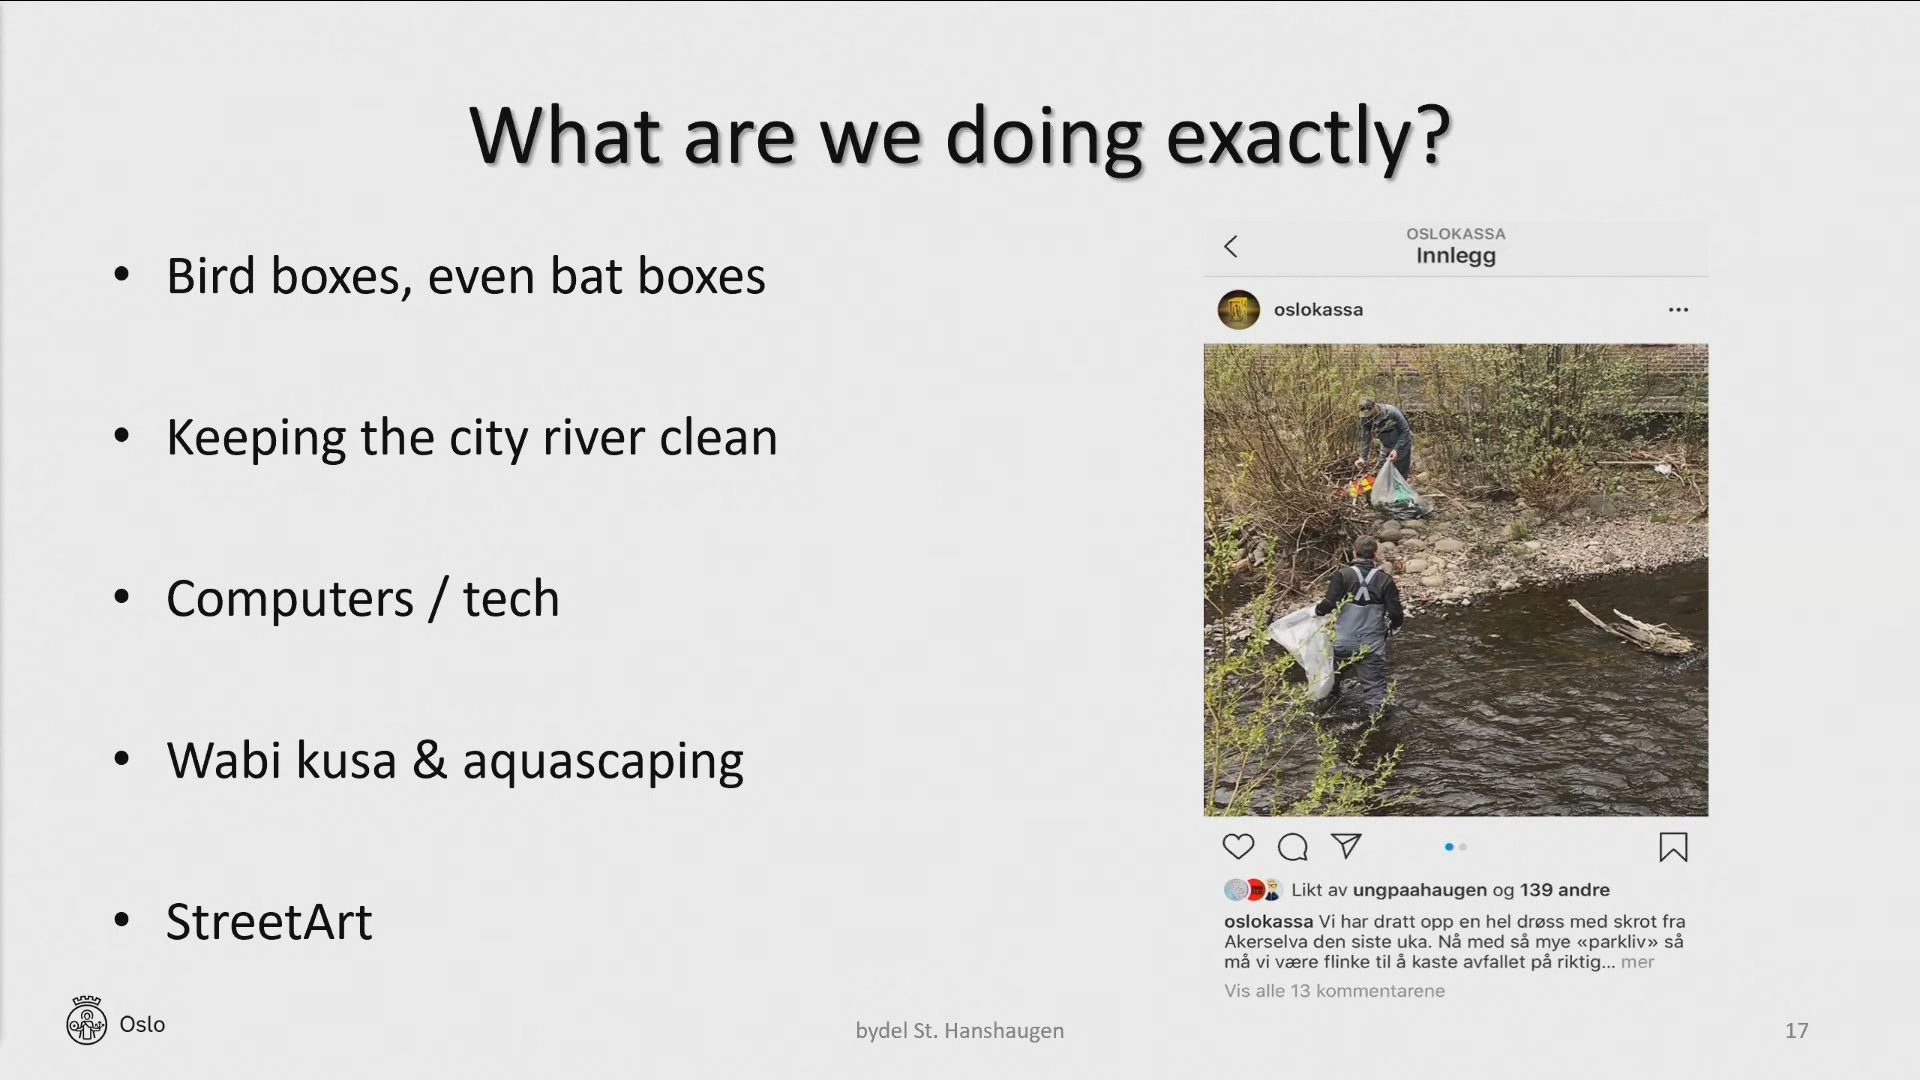 What are we doing exactly?
• Bird boxes, even bat boxes
• Keeping the city river clean
• Computers / tech
• Wabi kusa & aquascaping
• StreetArt
OSLOKASSA
Innlegg
oslokassa
Likt av ungpaahaugen og 139 andre
oslokassa Vi har dratt opp en hel drøss med skrot fra
Akerselva den siste uka. Nå med så mye «parkliv» så
må vi være flinke til å kaste avfallet på riktig... mer
Vis alle 13 kommentarene
Oslo
bydel St. Hanshaugen
17